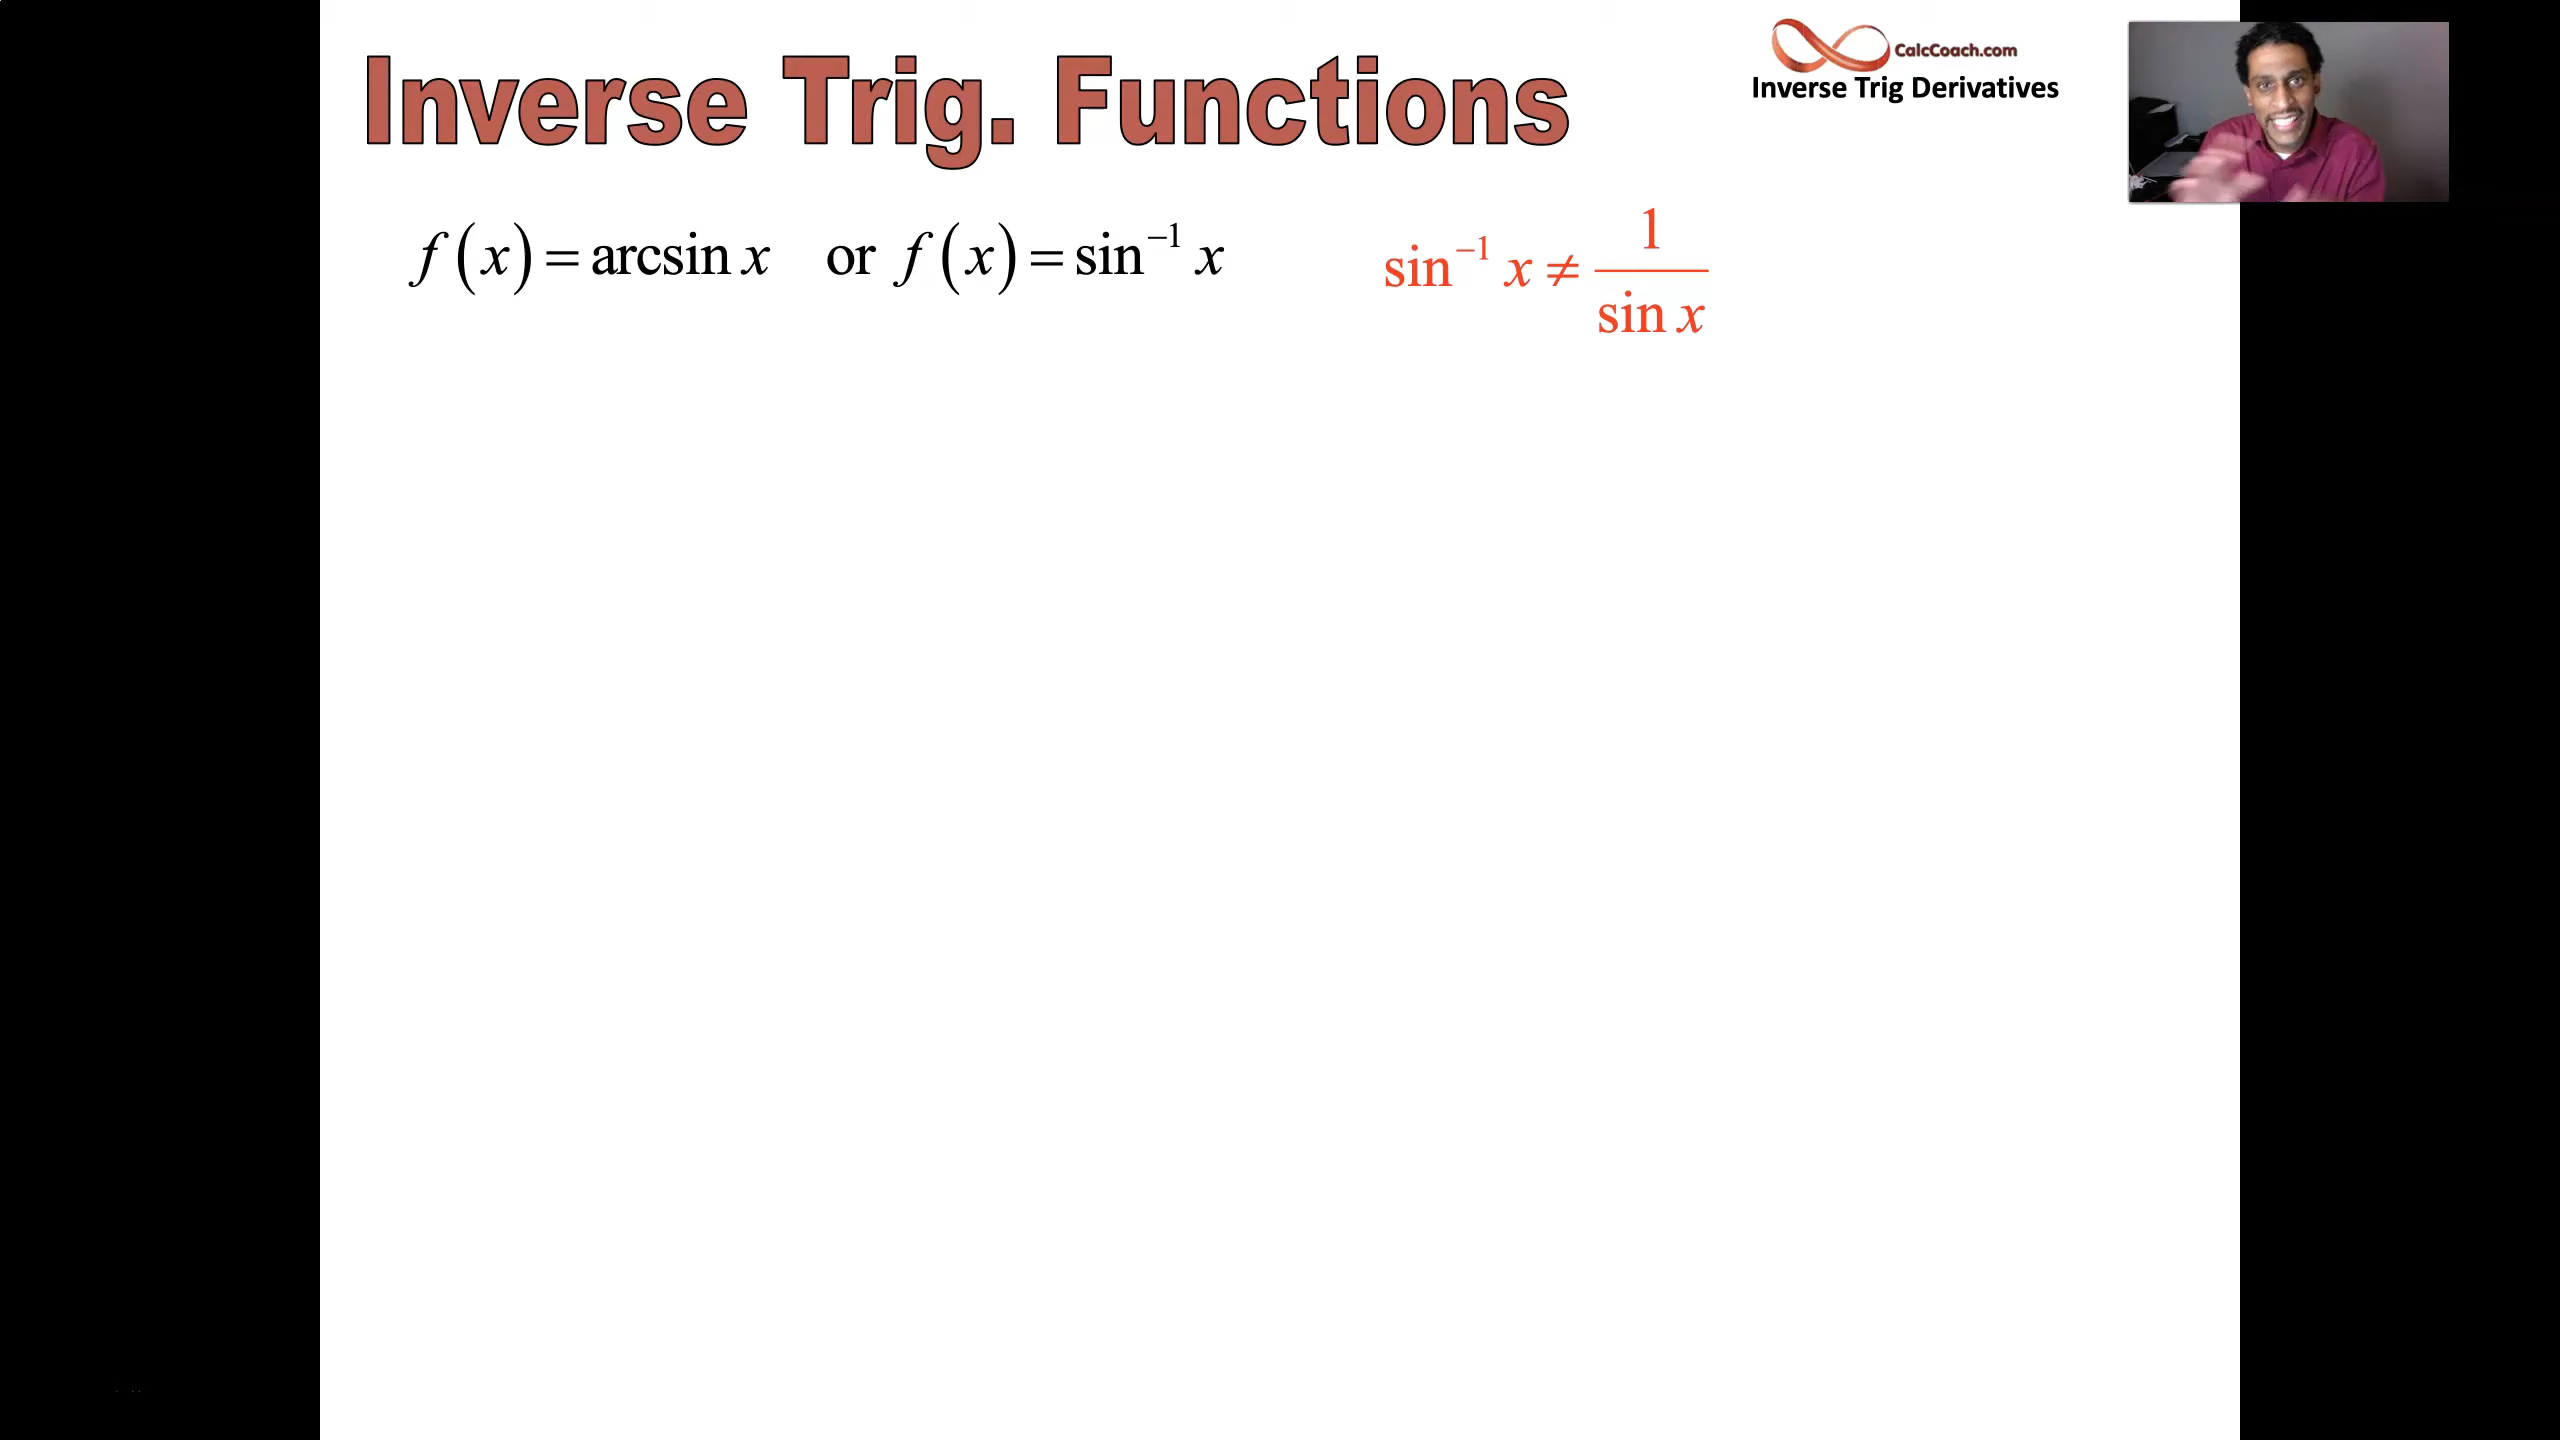 Inverse Trig. Functions
CalcCoach.com
Inverse Trig Derivatives
f(x) = arcsin x or f(x) = sin⁻¹ x
sin⁻¹ x ≠ 1/sin x